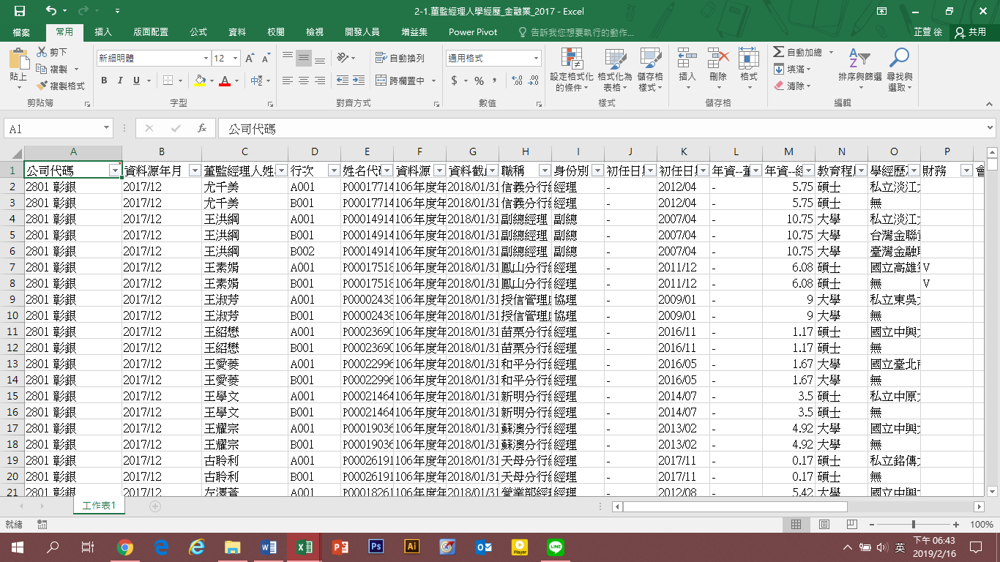 2-1.董監經理人學經歷_金融業_2017 - Excel
檔案 常用 插入 版面配置 公式 資料 校閱 檢視 開發人員 增益集 Power Pivot 告訴我您想要執行的動作... 共用
剪下 新細明體 12 自動換列 通用格式 自動加總
貼上 複製 B I U 跨欄置中 $ % 設定格式化的條件 格式化為表格 儲存格樣式 插入 刪除 格式 填滿 排序與篩選 尋找與選取
複製格式 清除
剪貼簿 字型 對齊方式 數值 樣式 儲存格 編輯
A1 fx 公司代碼
A B C D E F G H I J K L M N O P
1 公司代碼 資料源年月 董監經理人姓 行次 姓名代 資料源 資料截 職稱 身份別 初任日 初任日 年資-- 年資-- 教育程 學經歷 財務
2 2801 彰銀 2017/12 尤千美 A001 P00017714 106年度年 2018/01/31 信義分行 經理 - 2012/04 - 5.75 碩士 私立淡江
3 2801 彰銀 2017/12 尤千美 B001 P00017714 106年度年 2018/01/31 信義分行 經理 - 2012/04 - 5.75 碩士 無
4 2801 彰銀 2017/12 王洪綱 A001 P00014914 106年度年 2018/01/31 副總經理 副總 - 2007/04 - 10.75 大學 私立淡江
5 2801 彰銀 2017/12 王洪綱 B001 P00014914 106年度年 2018/01/31 副總經理 副總 - 2007/04 - 10.75 大學 台灣金聯
6 2801 彰銀 2017/12 王洪綱 B002 P00014914 106年度年 2018/01/31 副總經理 副總 - 2007/04 - 10.75 大學 臺灣金融
7 2801 彰銀 2017/12 王素娟 A001 P00017518 106年度年 2018/01/31 鳳山分行 經理 - 2011/12 - 6.08 碩士 國立高雄 V
8 2801 彰銀 2017/12 王素娟 B001 P00017518 106年度年 2018/01/31 鳳山分行 經理 - 2011/12 - 6.08 碩士 無 V
9 2801 彰銀 2017/12 王淑芳 A001 P00002438 106年度年 2018/01/31 授信管理 協理 - 2009/01 - 9 大學 私立東吳
10 2801 彰銀 2017/12 王淑芳 B001 P00002438 106年度年 2018/01/31 授信管理 協理 - 2009/01 - 9 大學 無
11 2801 彰銀 2017/12 王紹懋 A001 P00023690 106年度年 2018/01/31 苗栗分行 經理 - 2016/11 - 1.17 碩士 國立中興
12 2801 彰銀 2017/12 王紹懋 B001 P00023690 106年度年 2018/01/31 苗栗分行 經理 - 2016/11 - 1.17 碩士 無
13 2801 彰銀 2017/12 王愛菱 A001 P00022996 106年度年 2018/01/31 和平分行 經理 - 2016/05 - 1.67 大學 國立臺北
14 2801 彰銀 2017/12 王愛菱 B001 P00022996 106年度年 2018/01/31 和平分行 經理 - 2016/05 - 1.67 大學 無
15 2801 彰銀 2017/12 王學文 A001 P00021464 106年度年 2018/01/31 新明分行 經理 - 2014/07 - 3.5 碩士 私立中原
16 2801 彰銀 2017/12 王學文 B001 P00021464 106年度年 2018/01/31 新明分行 經理 - 2014/07 - 3.5 碩士 無
17 2801 彰銀 2017/12 王耀宗 A001 P00019036 106年度年 2018/01/31 蘇澳分行 經理 - 2013/02 - 4.92 大學 國立中興
18 2801 彰銀 2017/12 王耀宗 B001 P00019036 106年度年 2018/01/31 蘇澳分行 經理 - 2013/02 - 4.92 大學 無
19 2801 彰銀 2017/12 古聆利 A001 P00026191 106年度年 2018/01/31 天母分行 經理 - 2017/11 - 0.17 碩士 私立銘傳
20 2801 彰銀 2017/12 古聆利 B001 P00026191 106年度年 2018/01/31 天母分行 經理 - 2017/11 - 0.17 碩士 無
21 2801 彰銀 2017/12 A001 P00018261 106年度年 2018/01/31 營業部經 經理 - 2012/08 - 5.42 大學 國立中興
工作表1
就緒 100%
英 下午 06:43
2019/2/16